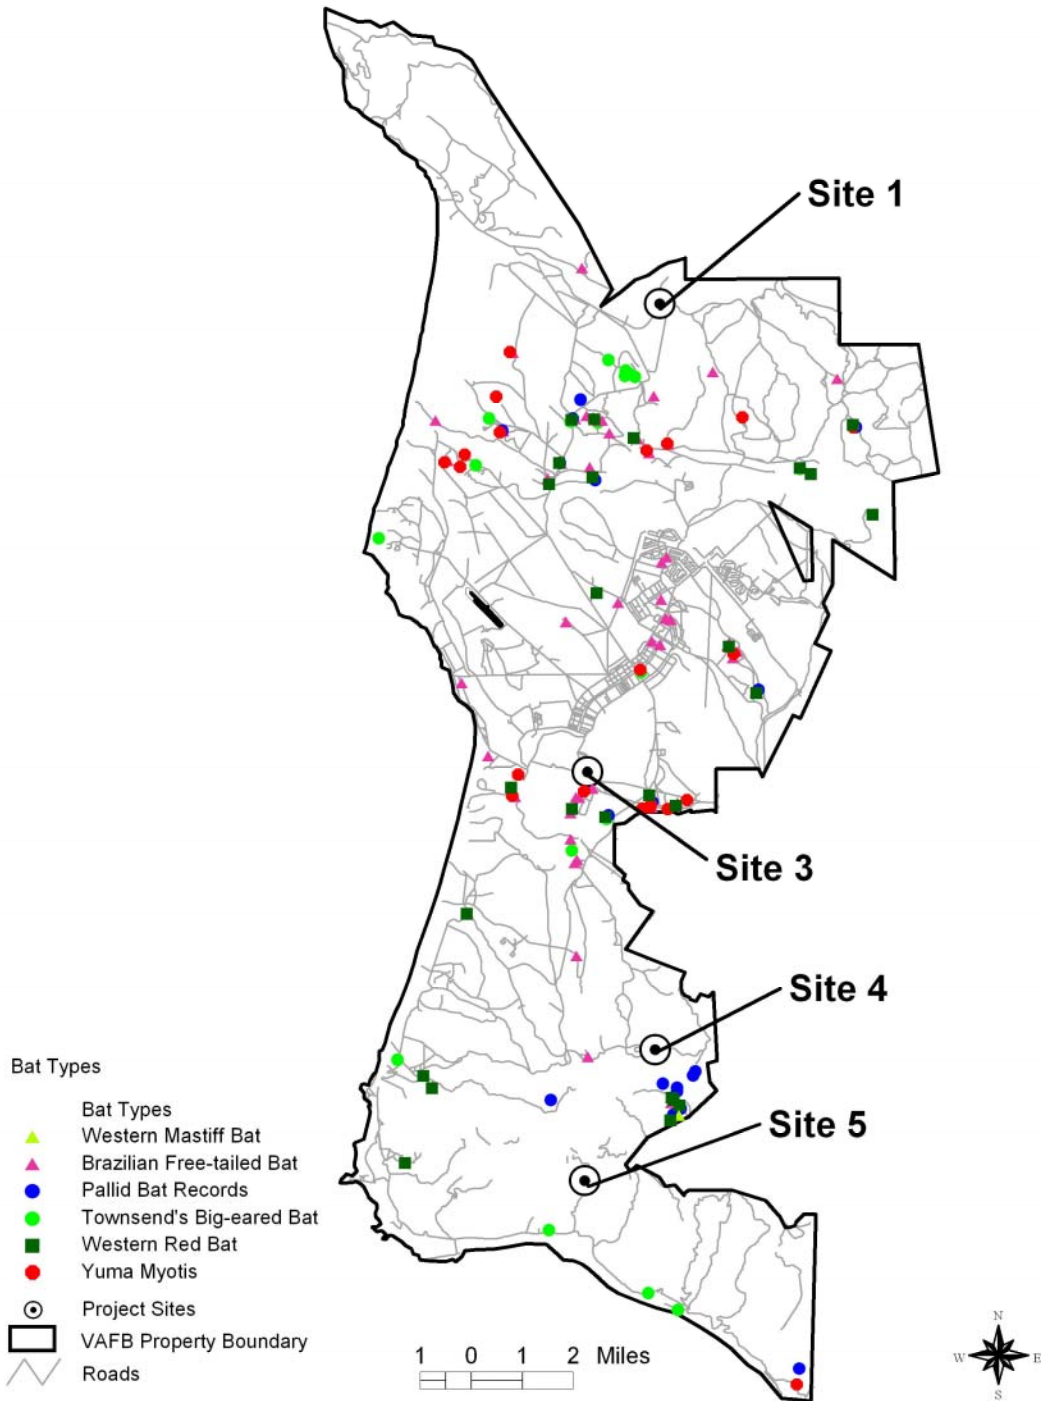 Site 1
Site 3
Site 4
Site 5
Bat Types
Bat Types
Western Mastiff Bat
Brazilian Free-tailed Bat
Pallid Bat Records
Townsend's Big-eared Bat
Western Red Bat
Yuma Myotis
Project Sites
VAFB Property Boundary
Roads
1 0 1 2 Miles
N
W E
S